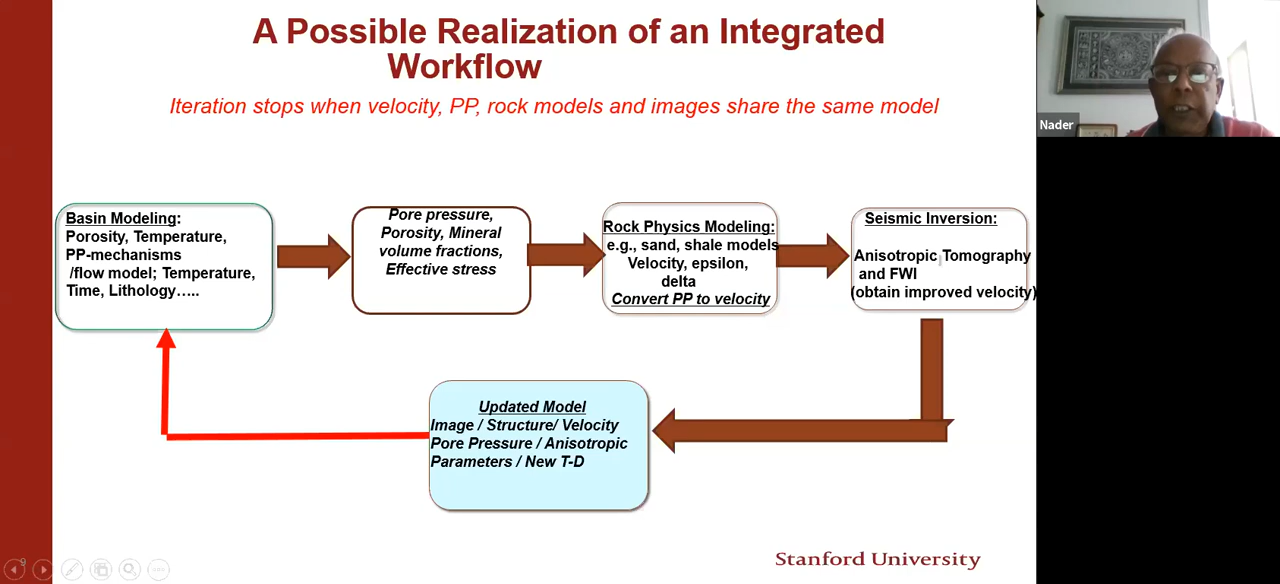 A Possible Realization of an Integrated
Workflow
Iteration stops when velocity, PP, rock models and images share the same model
Nader
Basin Modeling:
Porosity, Temperature,
PP-mechanisms
/flow model; Temperature,
Time, Lithology…..
Pore pressure,
Porosity, Mineral
volume fractions,
Effective stress
Rock Physics Modeling:
e.g., sand, shale models
Velocity, epsilon,
delta
Convert PP to velocity
Seismic Inversion:
Anisotropic Tomography
and FWI
(obtain improved velocity)
Updated Model
Image / Structure/ Velocity
Pore Pressure / Anisotropic
Parameters / New T-D
9
Stanford University